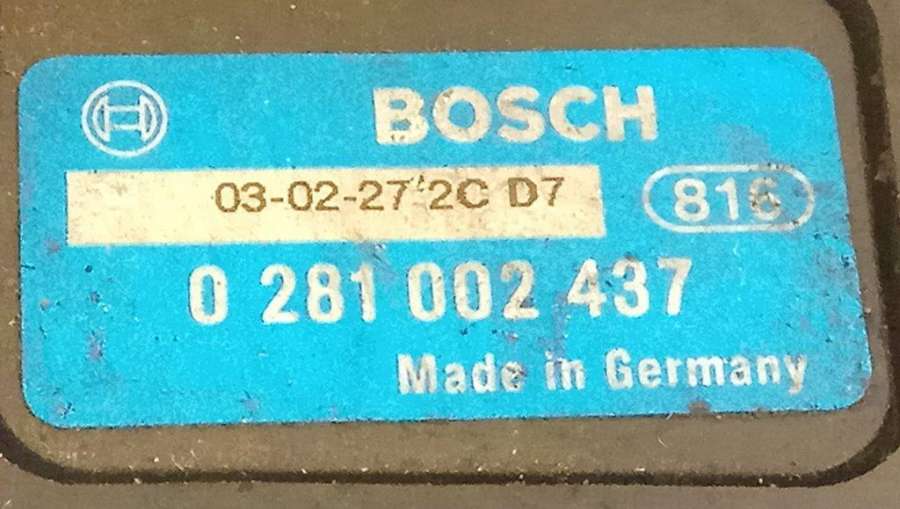 BOSCH
03-02-27 2C D7
816
0 281 002 437
Made in Germany